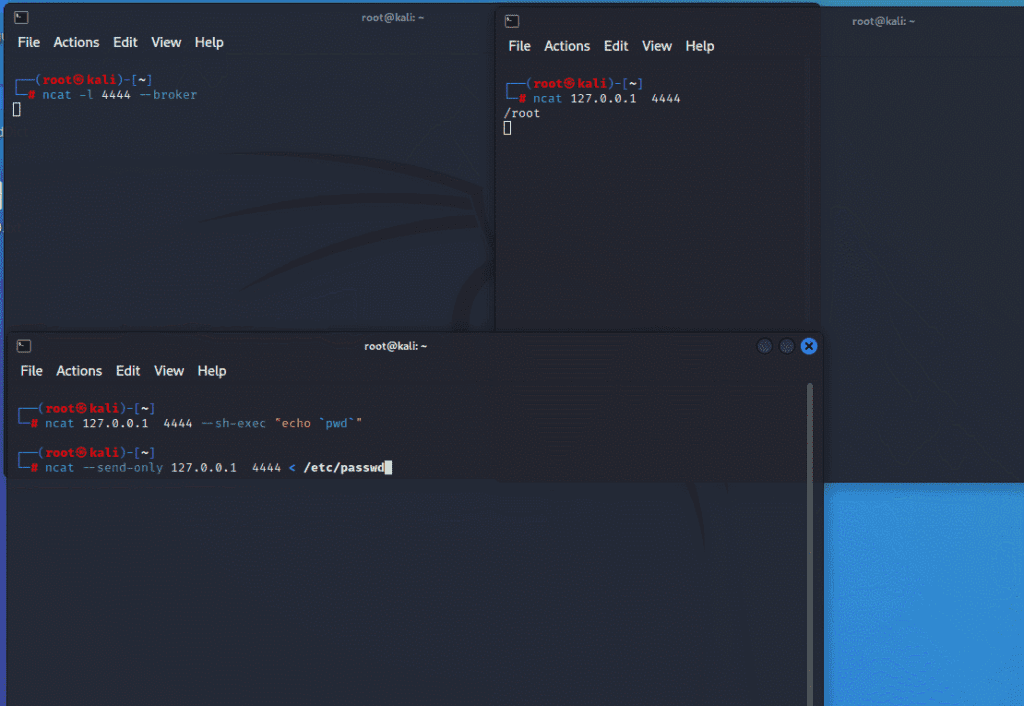 root@kali: ~
File Actions Edit View Help
┌──(root㉿kali)-[~]
└─# ncat -l 4444 --broker
root@kali: ~
File Actions Edit View Help
┌──(root㉿kali)-[~]
└─# ncat 127.0.0.1  4444
/root
root@kali: ~
File Actions Edit View Help
┌──(root㉿kali)-[~]
└─# ncat 127.0.0.1  4444 --sh-exec "echo `pwd`"
┌──(root㉿kali)-[~]
└─# ncat --send-only 127.0.0.1  4444 < /etc/passwd